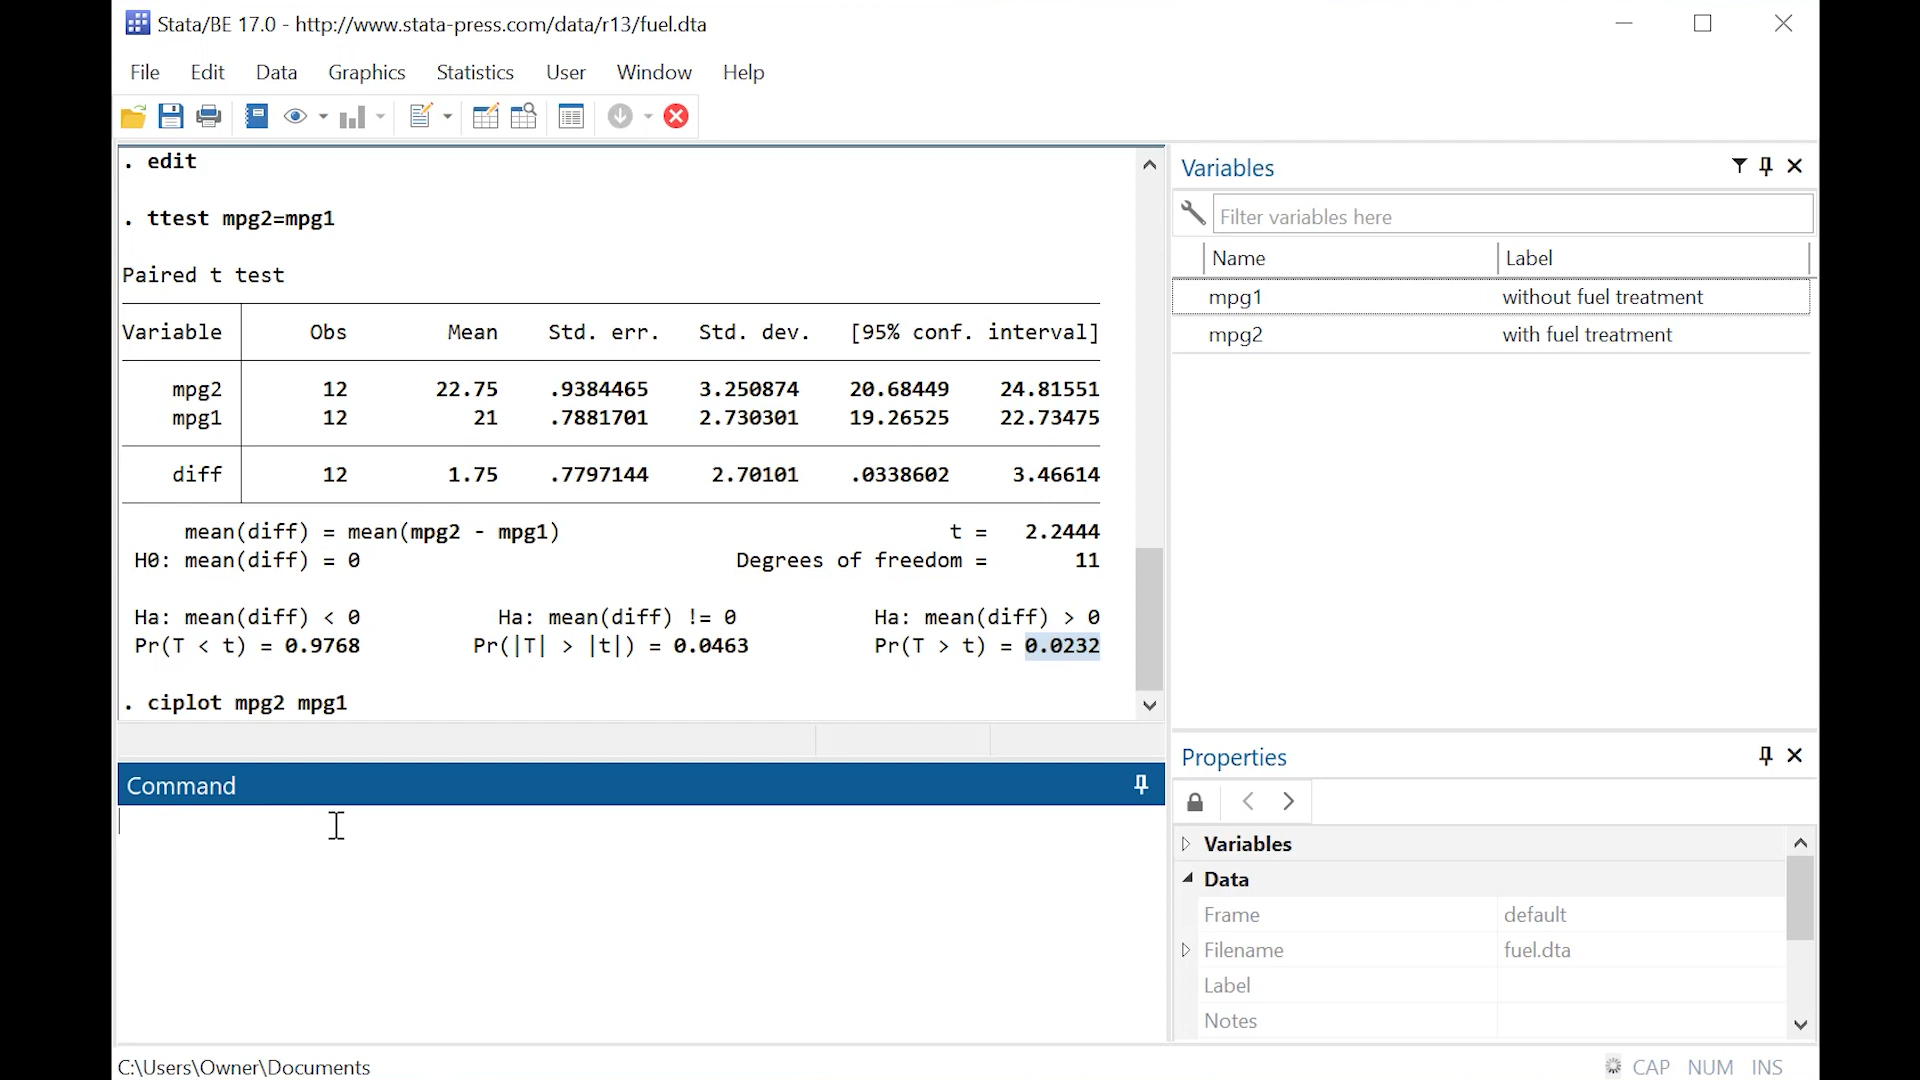 Stata/BE 17.0 - http://www.stata-press.com/data/r13/fuel.dta
File Edit Data Graphics Statistics User Window Help
. edit
. ttest mpg2=mpg1
Paired t test
Variable Obs Mean Std. err. Std. dev. [95% conf. interval]
mpg2 12 22.75 .9384465 3.250874 20.68449 24.81551
mpg1 12 21 .7881701 2.730301 19.26525 22.73475
diff 12 1.75 .7797144 2.70101 .0338602 3.46614
mean(diff) = mean(mpg2 - mpg1) t = 2.2444
H0: mean(diff) = 0 Degrees of freedom = 11
Ha: mean(diff) < 0 Ha: mean(diff) != 0 Ha: mean(diff) > 0
Pr(T < t) = 0.9768 Pr(|T| > |t|) = 0.0463 Pr(T > t) = 0.0232
. ciplot mpg2 mpg1
Command
C:\Users\Owner\Documents
Variables
Filter variables here
Name Label
mpg1 without fuel treatment
mpg2 with fuel treatment
Properties
Variables
Data
Frame default
Filename fuel.dta
Label
Notes
CAP NUM INS